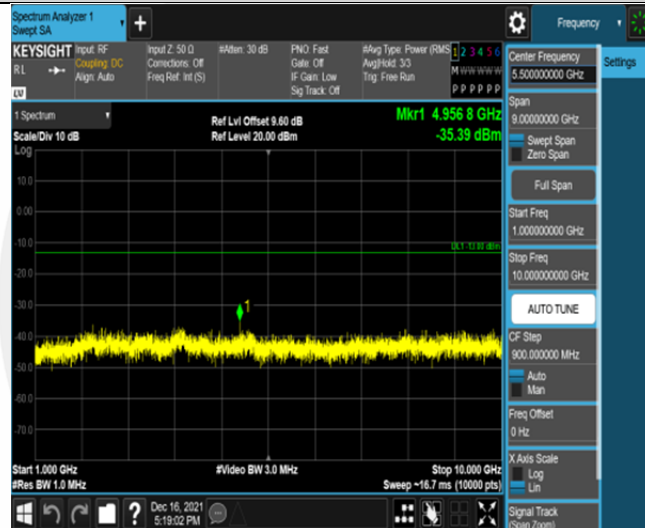 Spectrum Analyzer 1
Swept SA
+
Frequency
KEYSIGHT
RL
LXI
Input: RF
Coupling: DC
Align: Auto
Input Z: 50 Ω
Corrections: Off
Freq Ref: Int (S)
#Atten: 30 dB
PNO: Fast
Gate: Off
IF Gain: Low
Sig Track: Off
#Avg Type: Power (RMS
Avg|Hold: 3/3
Trig: Free Run
1 2 3 4 5 6
M W W W W W
P P P P P P
1 Spectrum
Scale/Div 10 dB
Log
Ref Lvl Offset 9.60 dB
Ref Level 20.00 dBm
Mkr1 4.956 8 GHz
-35.39 dBm
10.0
0.00
-10.0
-20.0
-30.0
-40.0
-50.0
-60.0
-70.0
DL1 -13.00 dBm
1
Start 1.000 GHz
#Res BW 1.0 MHz
#Video BW 3.0 MHz
Stop 10.000 GHz
Sweep ~16.7 ms (10000 pts)
Center Frequency
5.500000000 GHz
Settings
Span
9.00000000 GHz
Swept Span
Zero Span
Full Span
Start Freq
1.000000000 GHz
Stop Freq
10.000000000 GHz
AUTO TUNE
CF Step
900.000000 MHz
Auto
Man
Freq Offset
0 Hz
X Axis Scale
Log
Lin
Signal Track
(Span Zoom)
?
Dec 16, 2021
5:19:02 PM